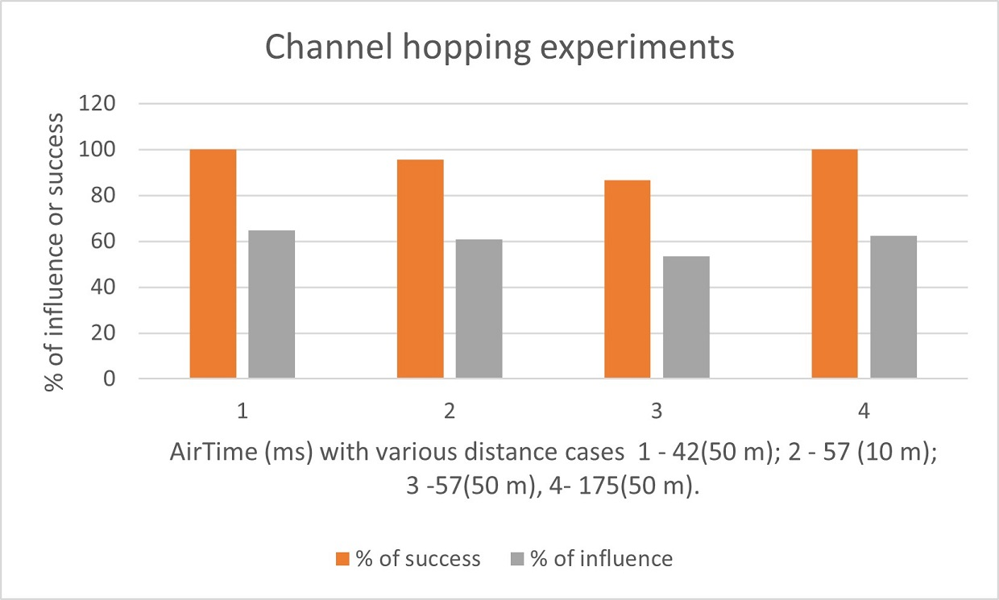 Channel hopping experiments
% of influence or success
120
100
80
60
40
20
0
1 2 3 4
AirTime (ms) with various distance cases  1 - 42(50 m); 2 - 57 (10 m);
3 -57(50 m), 4- 175(50 m).
% of success % of influence